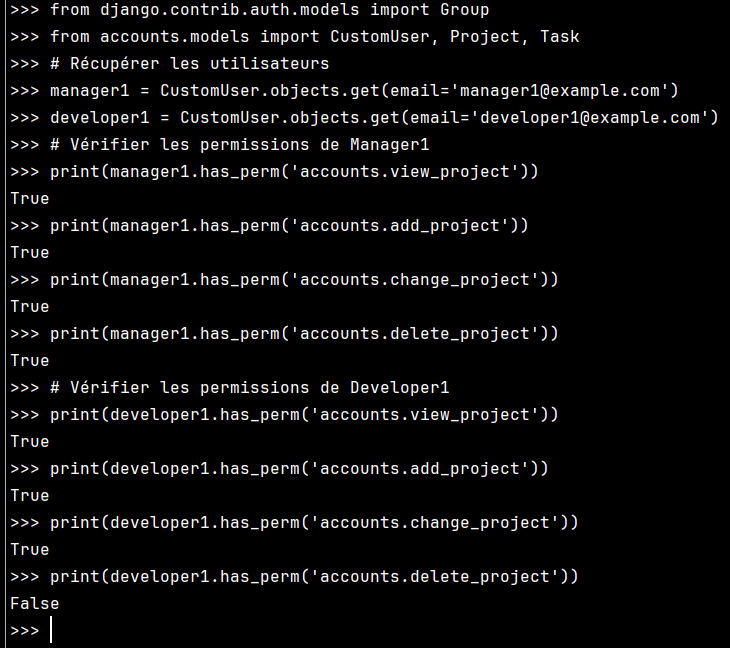 >>> from django.contrib.auth.models import Group
>>> from accounts.models import CustomUser, Project, Task
>>> # Récupérer les utilisateurs
>>> manager1 = CustomUser.objects.get(email='manager1@example.com')
>>> developer1 = CustomUser.objects.get(email='developer1@example.com')
>>> # Vérifier les permissions de Manager1
>>> print(manager1.has_perm('accounts.view_project'))
True
>>> print(manager1.has_perm('accounts.add_project'))
True
>>> print(manager1.has_perm('accounts.change_project'))
True
>>> print(manager1.has_perm('accounts.delete_project'))
True
>>> # Vérifier les permissions de Developer1
>>> print(developer1.has_perm('accounts.view_project'))
True
>>> print(developer1.has_perm('accounts.add_project'))
True
>>> print(developer1.has_perm('accounts.change_project'))
True
>>> print(developer1.has_perm('accounts.delete_project'))
False
>>>